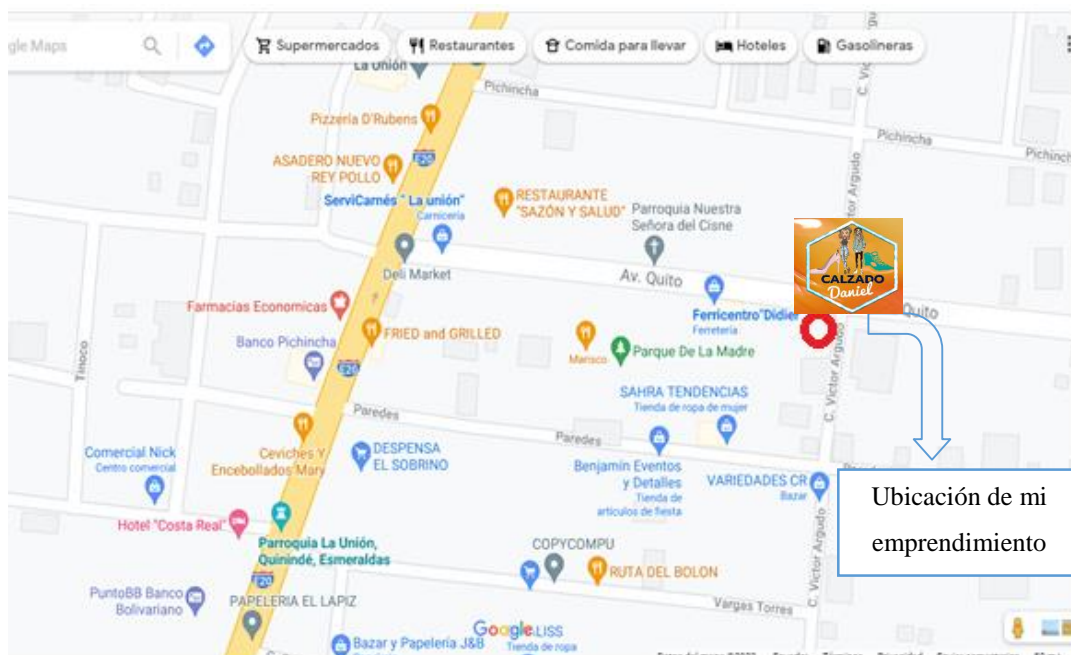 gle Maps
Supermercados
Restaurantes
Comida para llevar
Hoteles
Gasolineras
La Unión
Pichincha
C. Víctor Argudo
Pizzería D'Rubens
E20
Pichincha
ASADERO NUEVO
REY POLLO
ServiCarnés " La unión"
Carnicería
RESTAURANTE
"SAZÓN Y SALUD"
Parroquia Nuestra
Señora del Cisne
CALZADO
Daniel
Deli Market
Av. Quito
Quito
Farmacias Economicas
Ferricentro"Didier
Ferretería
FRIED and GRILLED
Banco Pichincha
E20
Marisco
Parque De La Madre
C. Víctor Argudo
Tinoco
SAHRA TENDENCIAS
Tienda de ropa de mujer
Paredes
Paredes
Comercial Nick
Centro comercial
Ceviches Y
Encebollados Mary
DESPENSA
EL SOBRINO
Benjamin Eventos
y Detalles
Tienda de
artículos de fiesta
VARIEDADES CR
Bazar
Ubicación de mi
emprendimiento
Hotel "Costa Real"
Parroquia La Unión,
Quinindé, Esmeraldas
COPYCOMPU
RUTA DEL BOLON
C. Víctor Argudo
E20
PuntoBB Banco
Bolivariano
PAPELERIA EL LAPIZ
Vargas Torres
Google
LISS
Tienda de ropa
Bazar y Papelería J&B